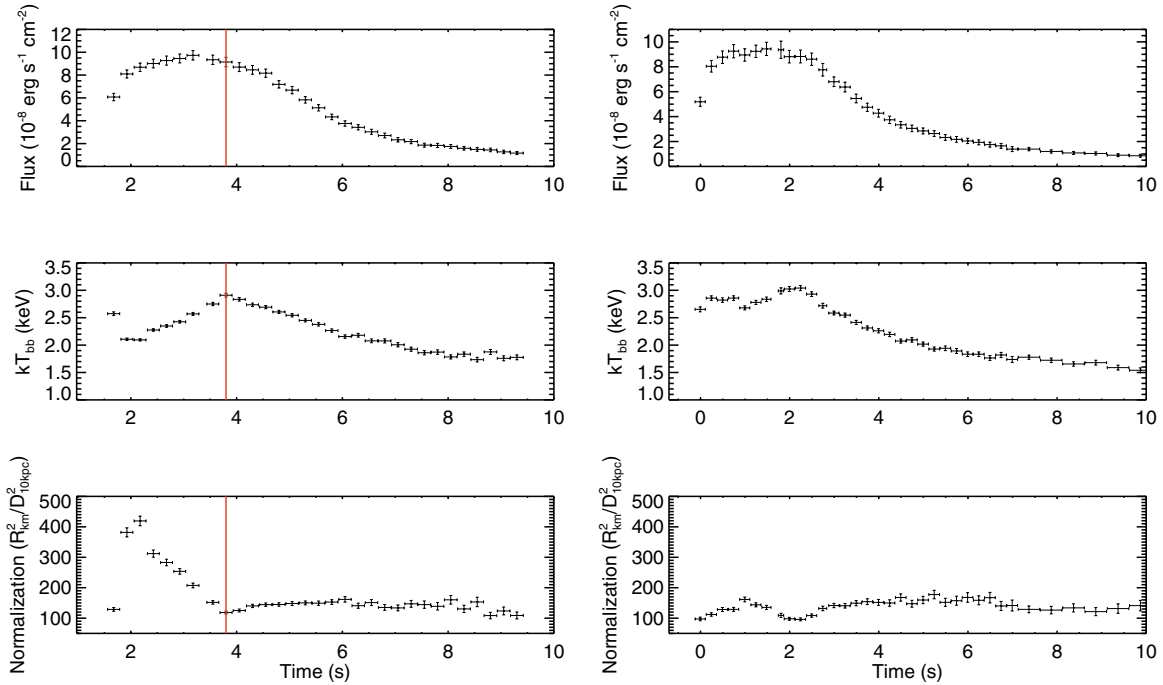 Flux (10⁻⁸ erg s⁻¹ cm⁻²)
12
10
8
6
4
2
0
2 4 6 8 10
Flux (10⁻⁸ erg s⁻¹ cm⁻²)
10
8
6
4
2
0
0 2 4 6 8 10
kT_bb (keV)
3.5
3.0
2.5
2.0
1.5
1.0
2 4 6 8 10
kT_bb (keV)
3.5
3.0
2.5
2.0
1.5
1.0
0 2 4 6 8 10
Normalization (R²_km/D²_10kpc)
500
400
300
200
100
2 4 6 8 10
Time (s)
Normalization (R²_km/D²_10kpc)
500
400
300
200
100
0 2 4 6 8 10
Time (s)